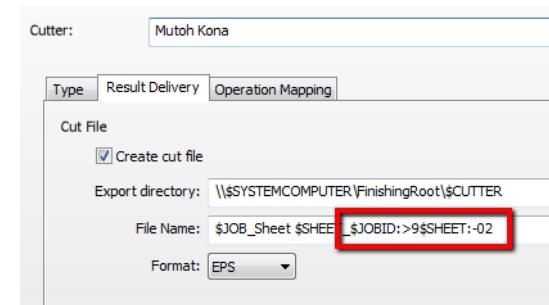 Cutter: Mutoh Kona
Type Result Delivery Operation Mapping
Cut File
Create cut file
Export directory: \\$SYSTEMCOMPUTER\FinishingRoot\$CUTTER
File Name: $JOB_Sheet $SHEET_$JOBID:>9$SHEET:-02
Format: EPS